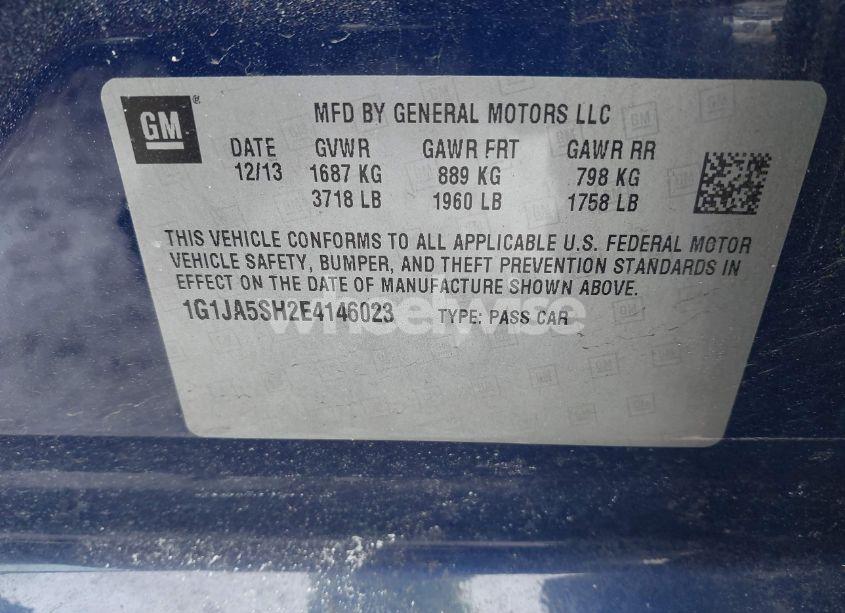 GM®
MFD BY GENERAL MOTORS LLC
DATE GVWR GAWR FRT GAWR RR
12/13 1687 KG 889 KG 798 KG
3718 LB 1960 LB 1758 LB
THIS VEHICLE CONFORMS TO ALL APPLICABLE U.S. FEDERAL MOTOR
VEHICLE SAFETY, BUMPER, AND THEFT PREVENTION STANDARDS IN
EFFECT ON THE DATE OF MANUFACTURE SHOWN ABOVE.
1G1JA5SH2E4146023 TYPE: PASS CAR
wheelwise